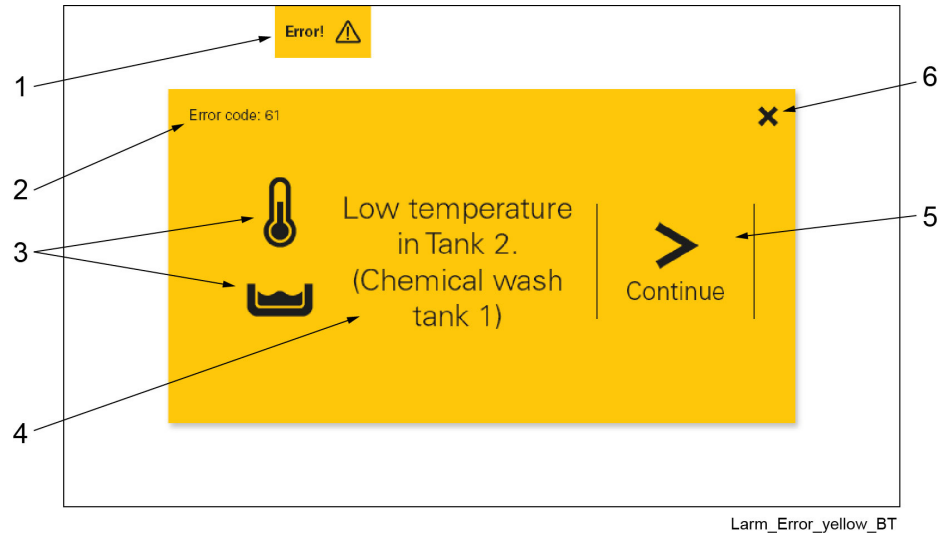 Error!
1
6
Error code: 61
2
3
Low temperature
in Tank 2.
(Chemical wash
tank 1)
Continue
5
4
Larm_Error_yellow_BT